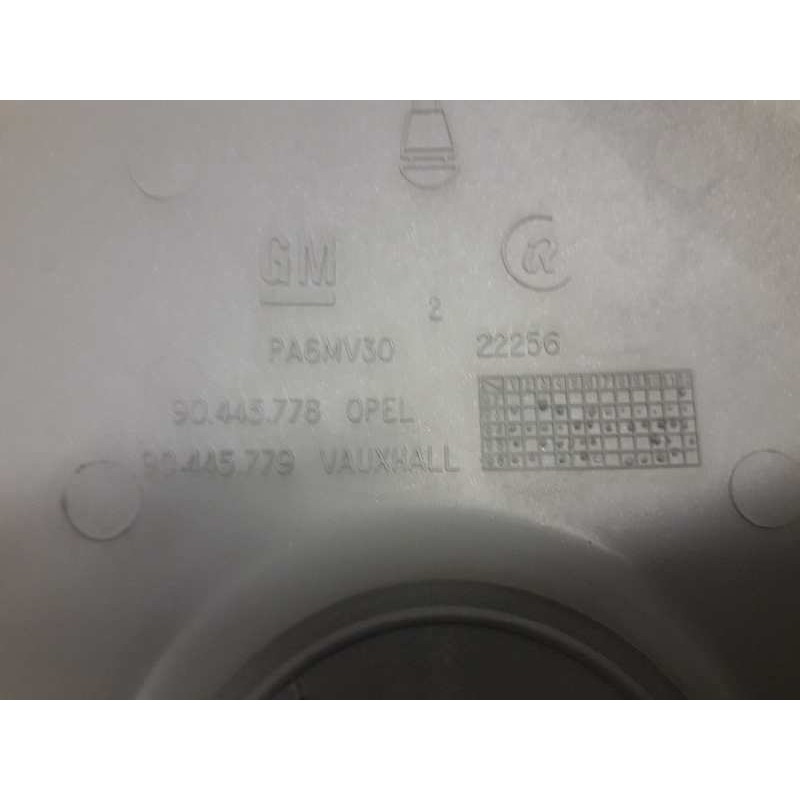 GM R
2
PA6MV30 22256
90.445.778 OPEL
90.445.779 VAUXHALL